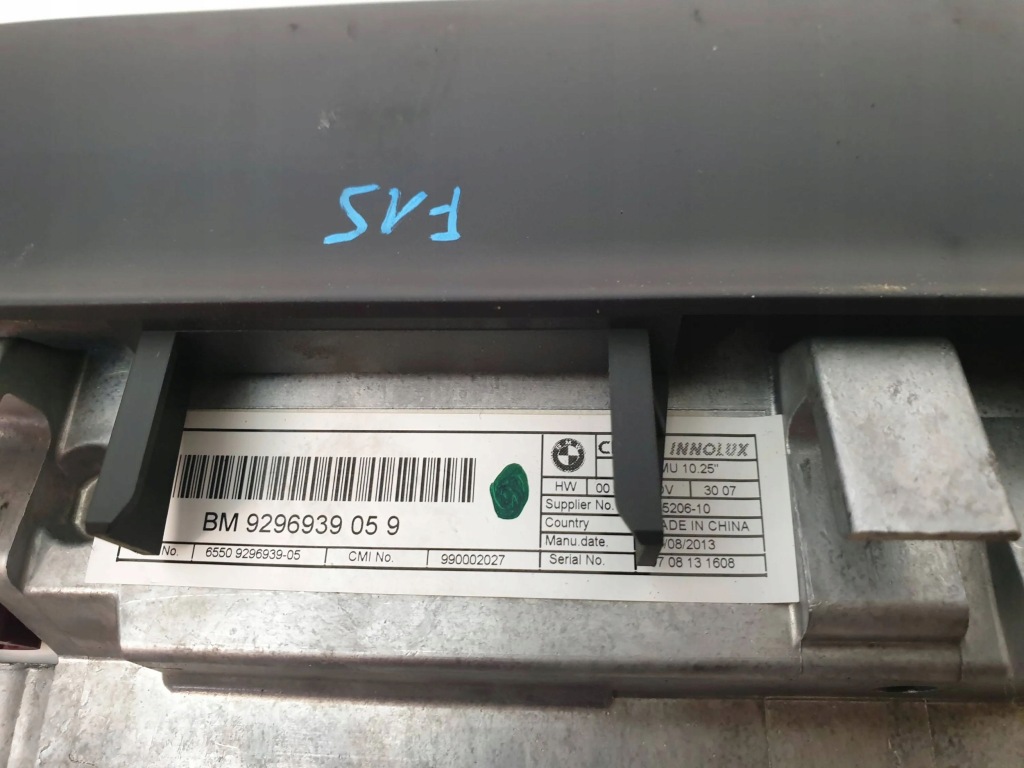 F15
INNOLUX
MU 10.25"
HW 00 30 07
Supplier No. 5206-10
BM 9296939 05 9
Country MADE IN CHINA
Manu.date. /08/2013
No. 6550 9296939-05 CMI No. 990002027 Serial No. 7 08 13 1608